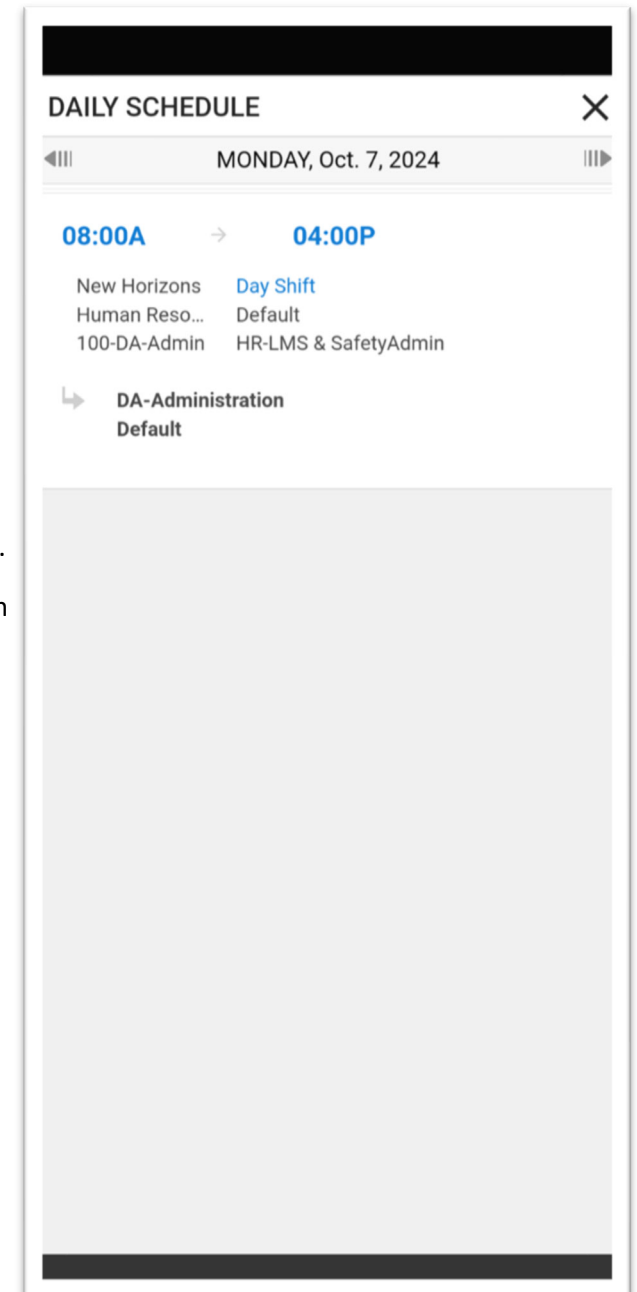 DAILY SCHEDULE
MONDAY, Oct. 7, 2024
08:00A 04:00P
New Horizons Day Shift
Human Reso... Default
100-DA-Admin HR-LMS & SafetyAdmin
DA-Administration
Default
.